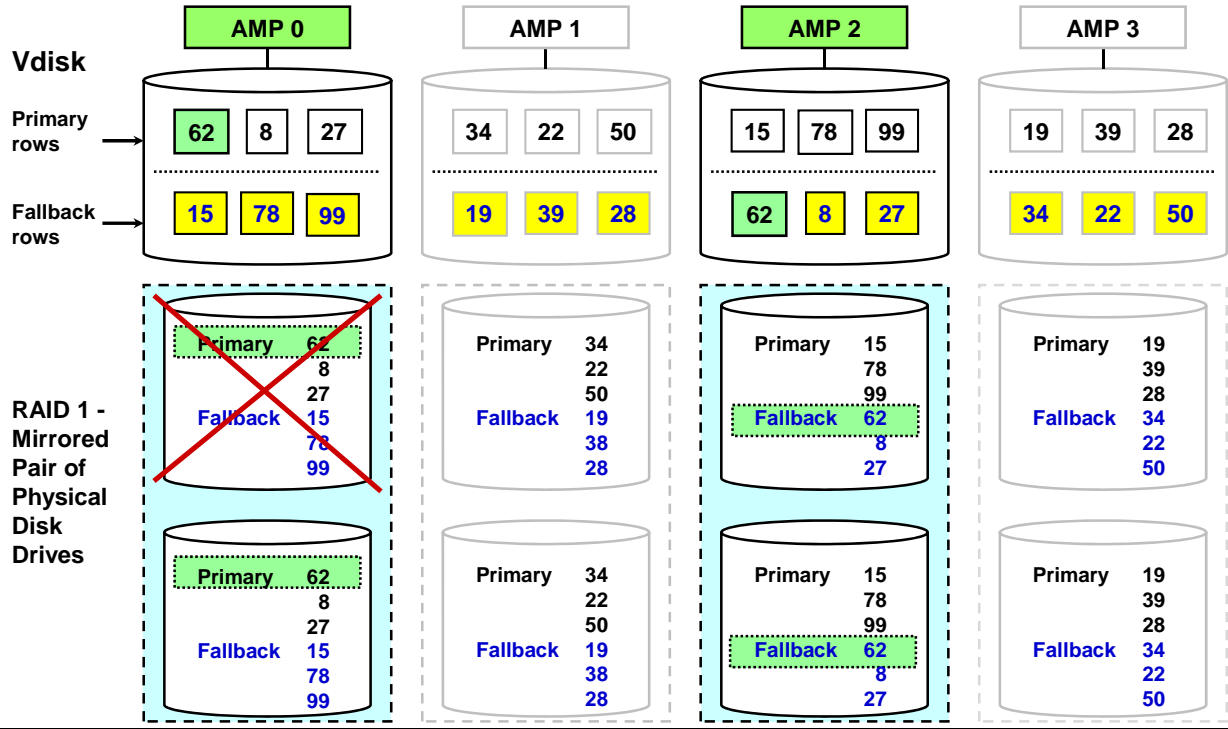 AMP 0 AMP 1 AMP 2 AMP 3
Vdisk
Primary rows
62 8 27 34 22 50 15 78 99 19 39 28
Fallback rows
15 78 99 19 39 28 62 8 27 34 22 50
RAID 1 -
Mirrored
Pair of
Physical
Disk
Drives
Primary 62 Primary 34 Primary 15 Primary 19
8 22 78 39
27 50 99 28
Fallback 15 Fallback 19 Fallback 62 Fallback 34
78 38 8 22
99 28 27 50
Primary 62 Primary 34 Primary 15 Primary 19
8 22 78 39
27 50 99 28
Fallback 15 Fallback 19 Fallback 62 Fallback 34
78 38 8 22
99 28 27 50